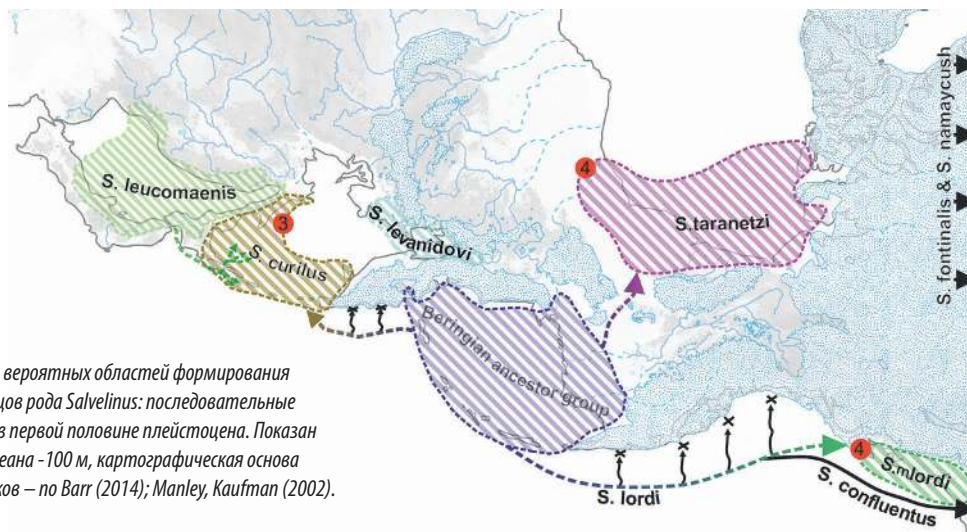 S. leucomaenis
3
S. curilus
S. levanidovi
4
S.taranetzi
S. fontinalis & S. namaycush
Beringian ancestor group
вероятных областей формирования
цов рода Salvelinus: последовательные
в первой половине плейстоцена. Показан
еана -100 м, картографическая основа
ков – по Barr (2014); Manley, Kaufman (2002).
S. lordi
4
S.mlordi
S. confluentus